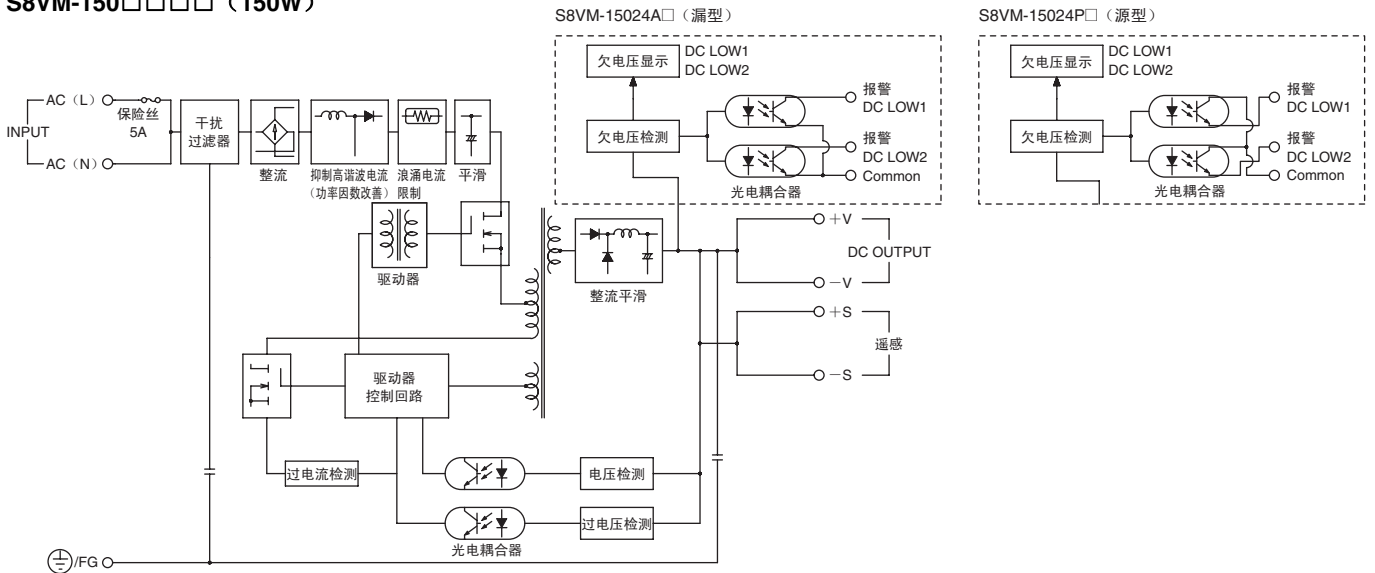 S8VM-150□□□□（150W）
S8VM-15024A□（漏型）
S8VM-15024P□（源型）
欠电压显示
DC LOW1
DC LOW2
欠电压检测
报警
DC LOW1
报警
DC LOW2
Common
光电耦合器
欠电压显示
DC LOW1
DC LOW2
欠电压检测
报警
DC LOW1
报警
DC LOW2
Common
光电耦合器
INPUT
AC（L）
AC（N）
保险丝
5A
干扰
过滤器
整流
抑制高谐波电流
（功率因数改善）
浪涌电流
限制
平滑
驱动器
整流平滑
+V
DC OUTPUT
−V
+S
遥感
−S
驱动器
控制回路
过电流检测
电压检测
过电压检测
光电耦合器
/FG